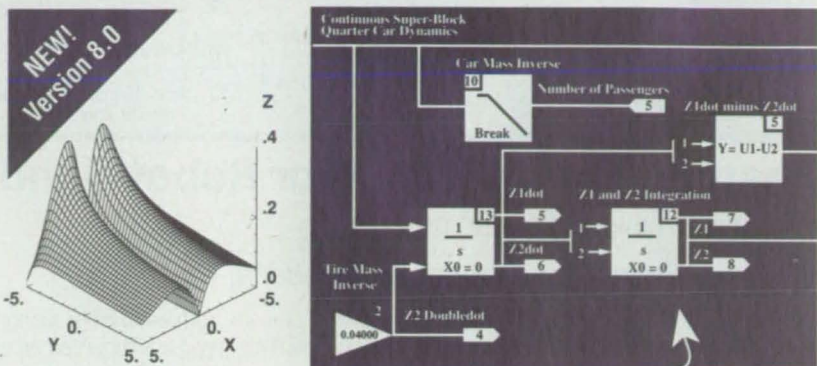 NEW!
Version 8.0
Z
.4
.2
.0
-5.
0.
5.
Y
-5.
0.
5.
X
Continuous Super-Block
Quarter Car Dynamics
Car Mass Inverse
10
Break
Number of Passengers
5
Z1dot minus Z2dot
5
1
2
Y= U1-U2
Z1dot
5
Z2dot
6
13
1
s
X0 = 0
Z1 and Z2 Integration
1
2
12
1
s
X0 = 0
7
Z1
Z2
8
Tire Mass
Inverse
2
0.04000
Z2 Doubledot
4